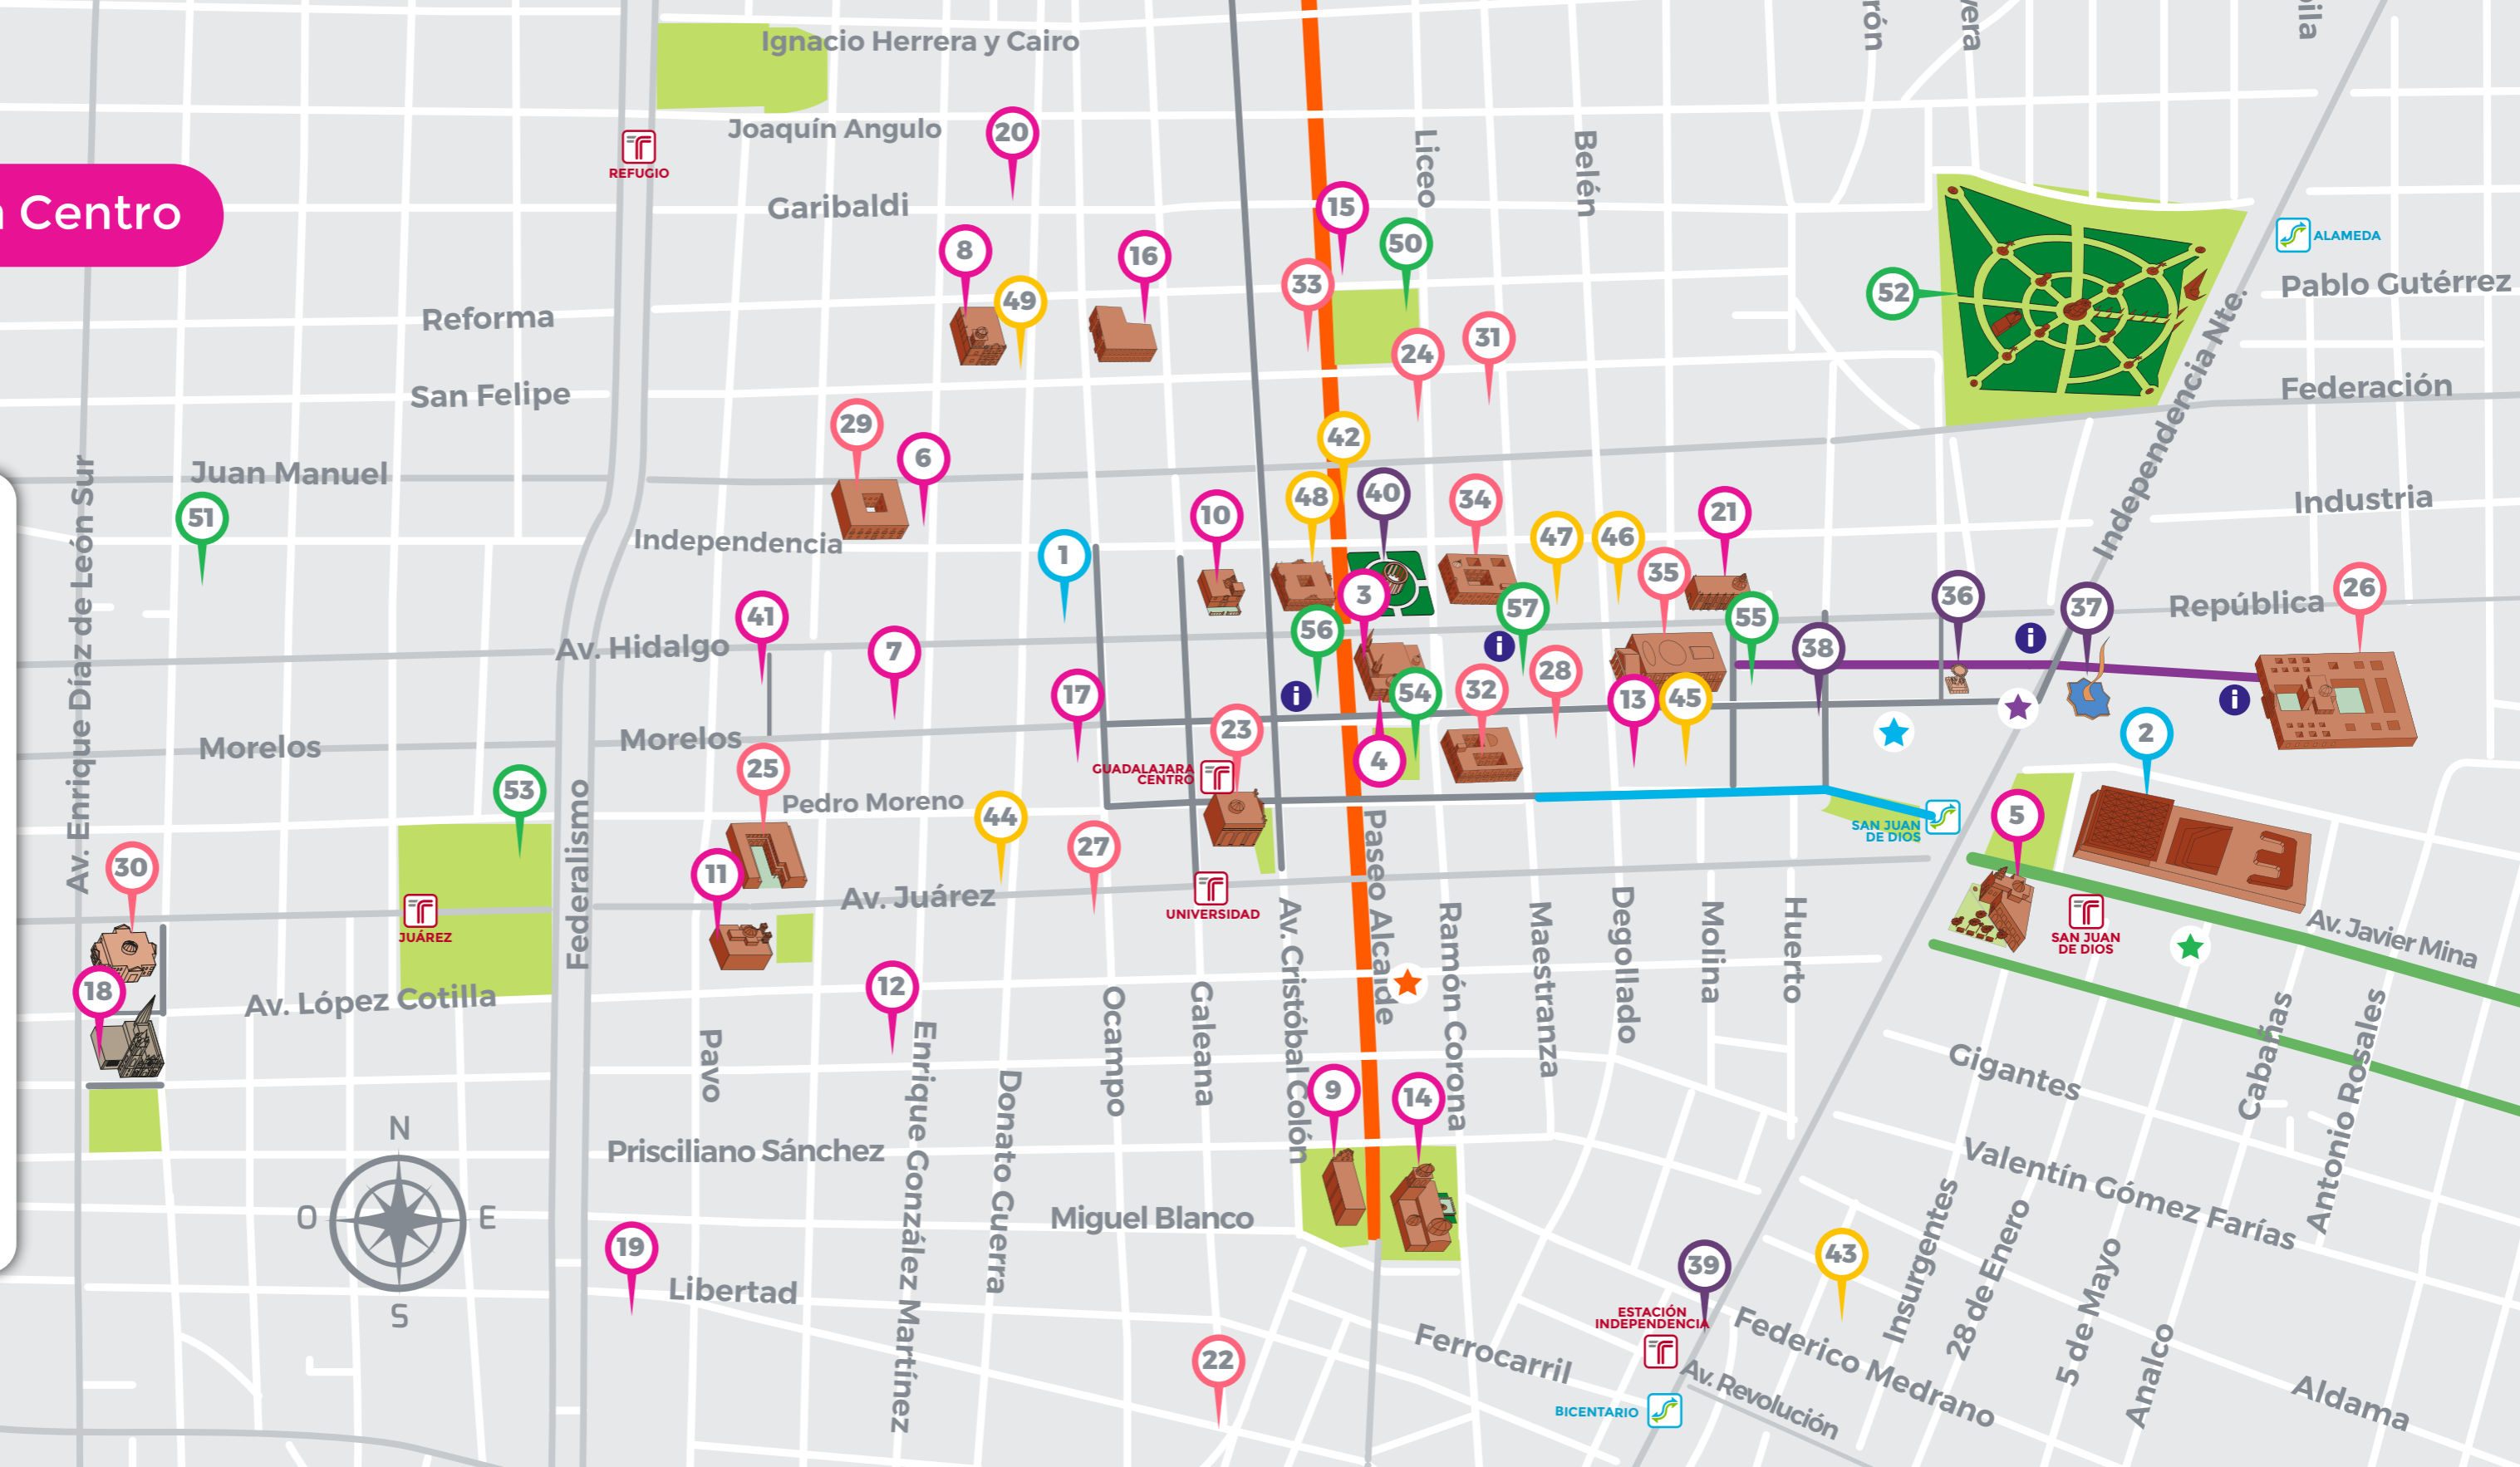 Ignacio Herrera y Cairo
Joaquín Angulo
20
REFUGIO
Centro
Garibaldi
Liceo
Belén
15
50
8
16
49
33
52
ALAMEDA
Pablo Gutérrez
Reforma
24
31
San Felipe
Federación
29
42
6
Juan Manuel
48
40
34
21
Industria
51
10
Independencia
1
47
46
35
Independencia Nte.
3
36
37
República
26
57
55
41
56
Av. Hidalgo
7
i
i
38
17
i
54
32
28
13
45
i
Morelos
Morelos
23
2
4
25
GUADALAJARA
CENTRO
53
Pedro Moreno
44
SAN JUAN
DE DIOS
5
Av. Enrique Díaz de León Sur
Federalismo
30
11
27
Av. Juárez
UNIVERSIDAD
JUÁREZ
SAN JUAN
DE DIOS
Av. Javier Mina
18
12
Av. López Cotilla
Pavo
Enrique González Martínez
Donato Guerra
Ocampo
Galeana
Av. Cristóbal Colón
Paseo Alcalde
Ramón Corona
Maestranza
Degollado
Molina
Huerto
Gigantes
Cabañas
Antonio Rosales
9
14
N
O
E
S
Prisciliano Sánchez
Valentín Gómez Farías
Miguel Blanco
19
Libertad
39
43
Insurgentes
28 de Enero
5 de Mayo
Analco
ESTACIÓN
INDEPENDENCIA
Ferrocarril
Federico Medrano
22
Av. Revolución
BICENTARIO
Aldama